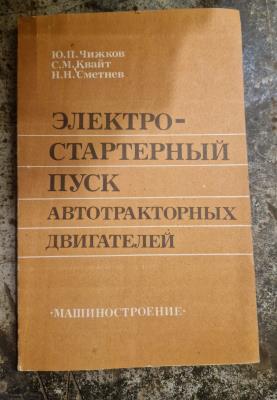 Ю.П.Чижков
С.М.Квайт
Н.Н.Сметнев
ЭЛЕКТРО-
СТАРТЕРНЫЙ
ПУСК
АВТОТРАКТОРНЫХ
ДВИГАТЕЛЕЙ
·МАШИНОСТРОЕНИЕ·